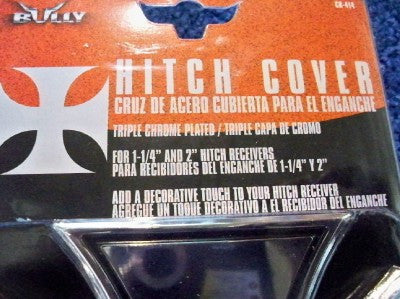 BULLY
CR-414
HITCH COVER
CRUZ DE ACERO CUBIERTA PARA EL ENGANCHE
TRIPLE CHROME PLATED / TRIPLE CAPA DE CROMO
FOR 1-1/4" AND 2" HITCH RECEIVERS
PARA RECIBIDORES DEL ENGANCHE DE 1-1/4" Y 2"
ADD A DECORATIVE TOUCH TO YOUR HITCH RECEIVER
AGREGUE UN TOQUE DECORATIVO A EL RECIBIDOR DEL ENGANCHE